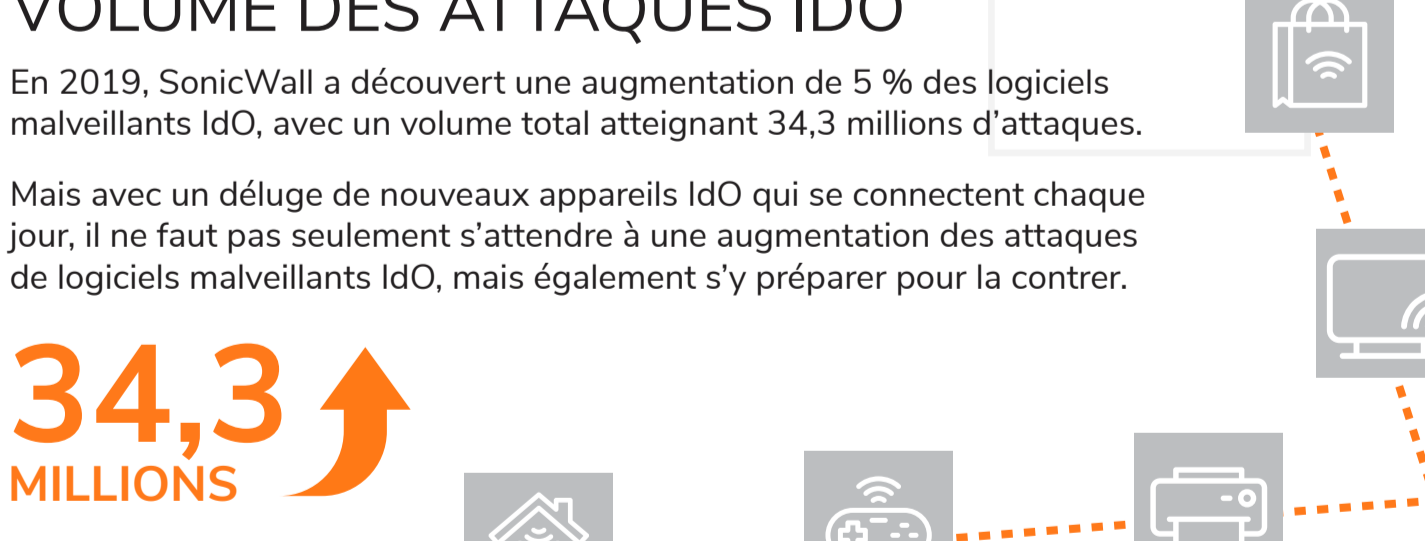 VOLUME DES ATTAQUES IDO
En 2019, SonicWall a découvert une augmentation de 5 % des logiciels
malveillants IdO, avec un volume total atteignant 34,3 millions d’attaques.
Mais avec un déluge de nouveaux appareils IdO qui se connectent chaque
jour, il ne faut pas seulement s’attendre à une augmentation des attaques
de logiciels malveillants IdO, mais également s’y préparer pour la contrer.
34,3
MILLIONS